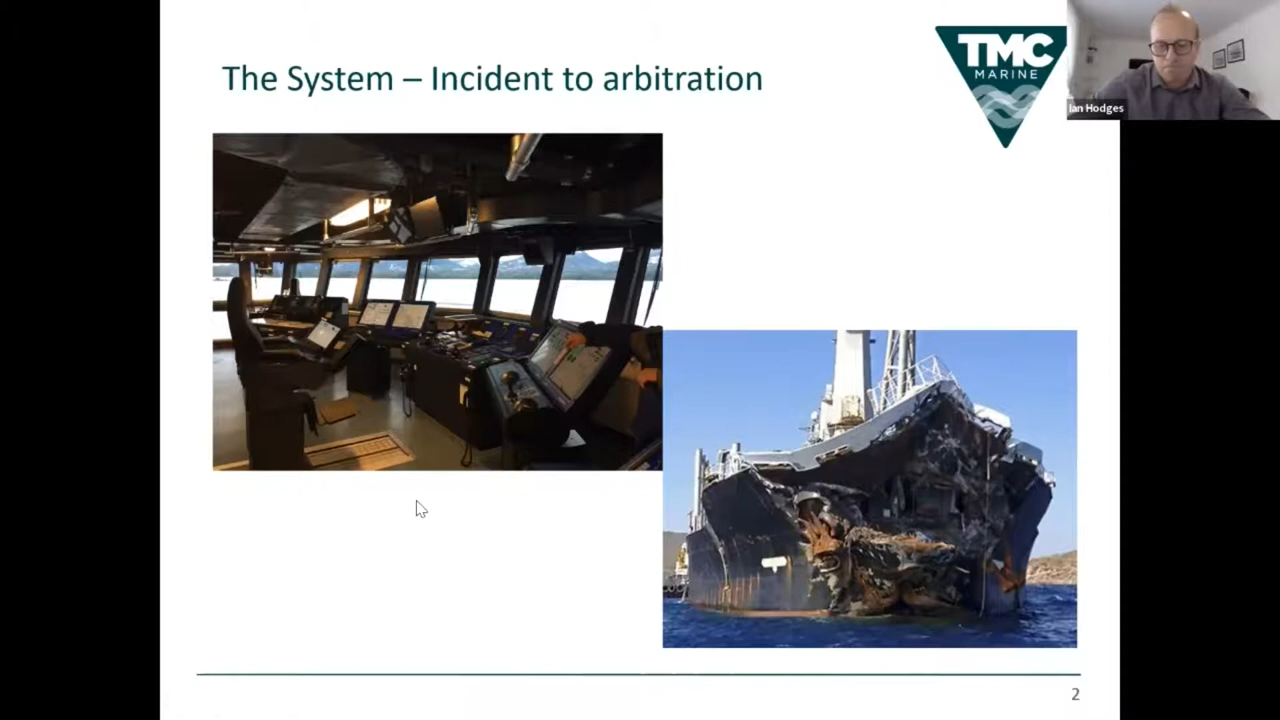 The System – Incident to arbitration
TMC
MARINE
Ian Hodges
2